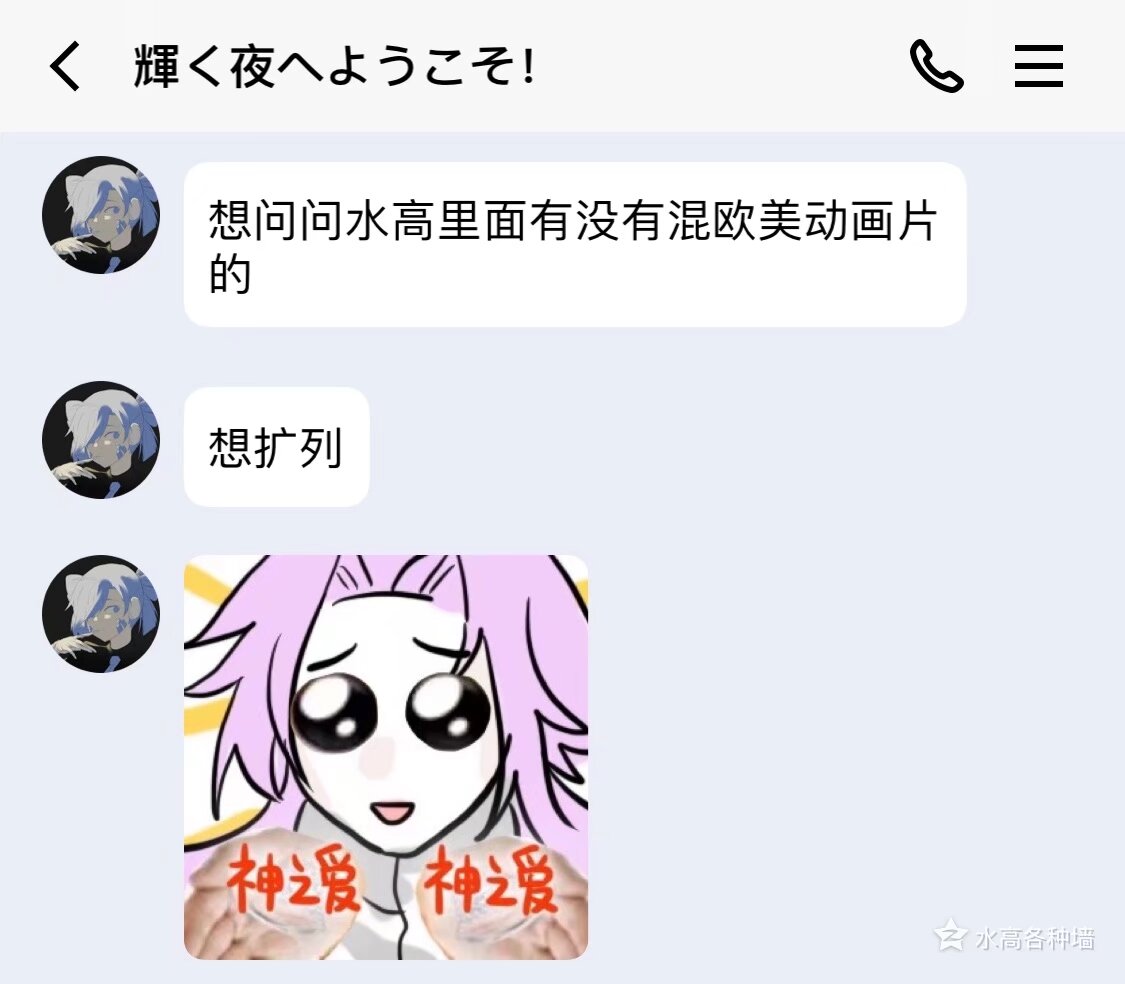 輝く夜へようこそ!
想问问水高里面有没有混欧美动画片
的
想扩列
神之爱 神之爱
水高各种墙